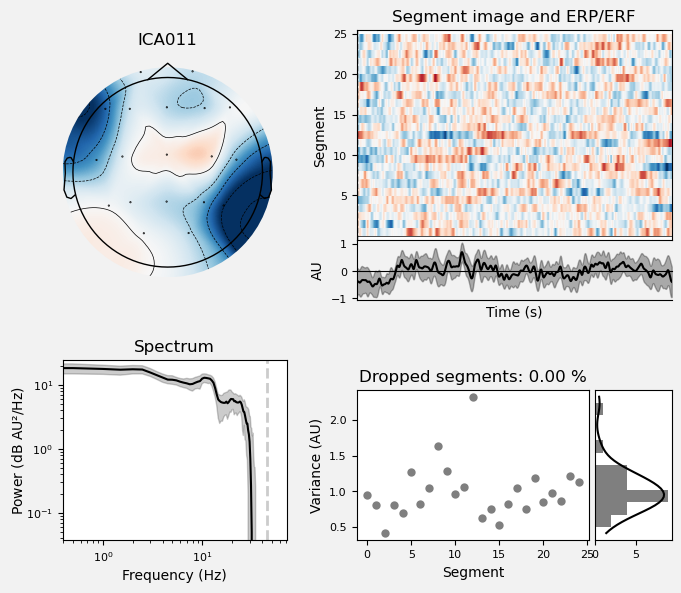 ICA011
Segment image and ERP/ERF
Segment
25
20
15
10
5
AU
1
0
−1
Time (s)
Spectrum
Power (dB AU²/Hz)
10¹
10⁰
10⁻¹
10⁰
10¹
Frequency (Hz)
Dropped segments: 0.00 %
Variance (AU)
2.0
1.5
1.0
0.5
0 5 10 15 20 25
Segment
0 5